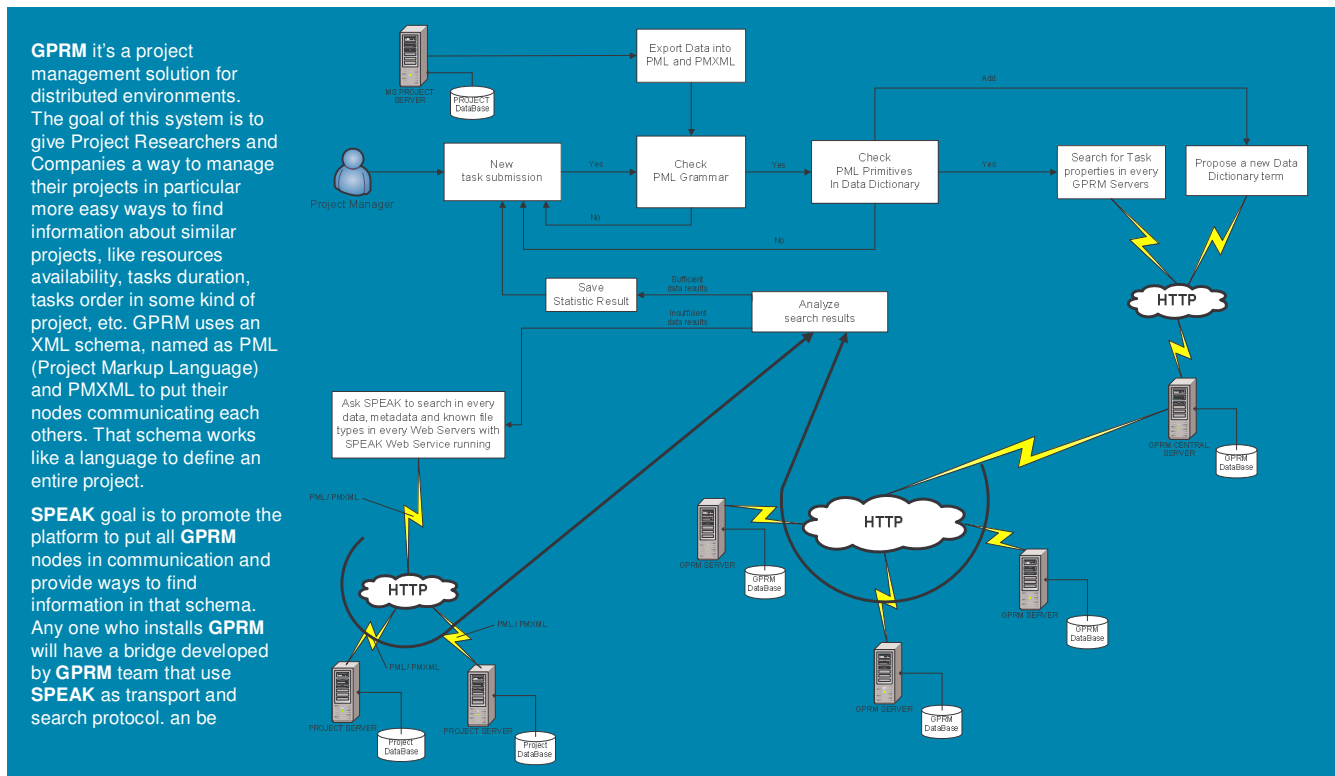 GPRM it's a project
management solution for
distributed environments.
The goal of this system is to
give Project Researchers and
Companies a way to manage
their projects in particular
more easy ways to find
information about similar
projects, like resources
availability, tasks duration,
tasks order in some kind of
project, etc. GPRM uses an
XML schema, named as PML
(Project Markup Language)
and PMXML to put their
nodes communicating each
others. That schema works
like a language to define an
entire project.
SPEAK goal is to promote the
platform to put all GPRM
nodes in communication and
provide ways to find
information in that schema.
Any one who installs GPRM
will have a bridge developed
by GPRM team that use
SPEAK as transport and
search protocol. an be
MS PROJECT
SERVER
PROJECT
DataBase
Export Data into
PML and PMXML
Add
Project Manager
New
task submission
Yes
Check
PML Grammar
Yes
Check
PML Primitives
In Data Dictionary
Yes
Search for Task
properties in every
GPRM Servers
Propose a new Data
Dictionary term
No
No
Save
Statistic Result
Sufficient
data results
Insufficient
data results
Analyze
search results
HTTP
Ask SPEAK to search in every
data, metadata and known file
types in every Web Servers with
SPEAK Web Service running
GPRM CENTRAL
SERVER
GPRM
DataBase
PML / PMXML
HTTP
GPRM SERVER
GPRM
DataBase
GPRM SERVER
GPRM
DataBase
HTTP
PML / PMXML
PML / PMXML
GPRM SERVER
GPRM
DataBase
PROJECT SERVER
Project
DataBase
PROJECT SERVER
Project
DataBase